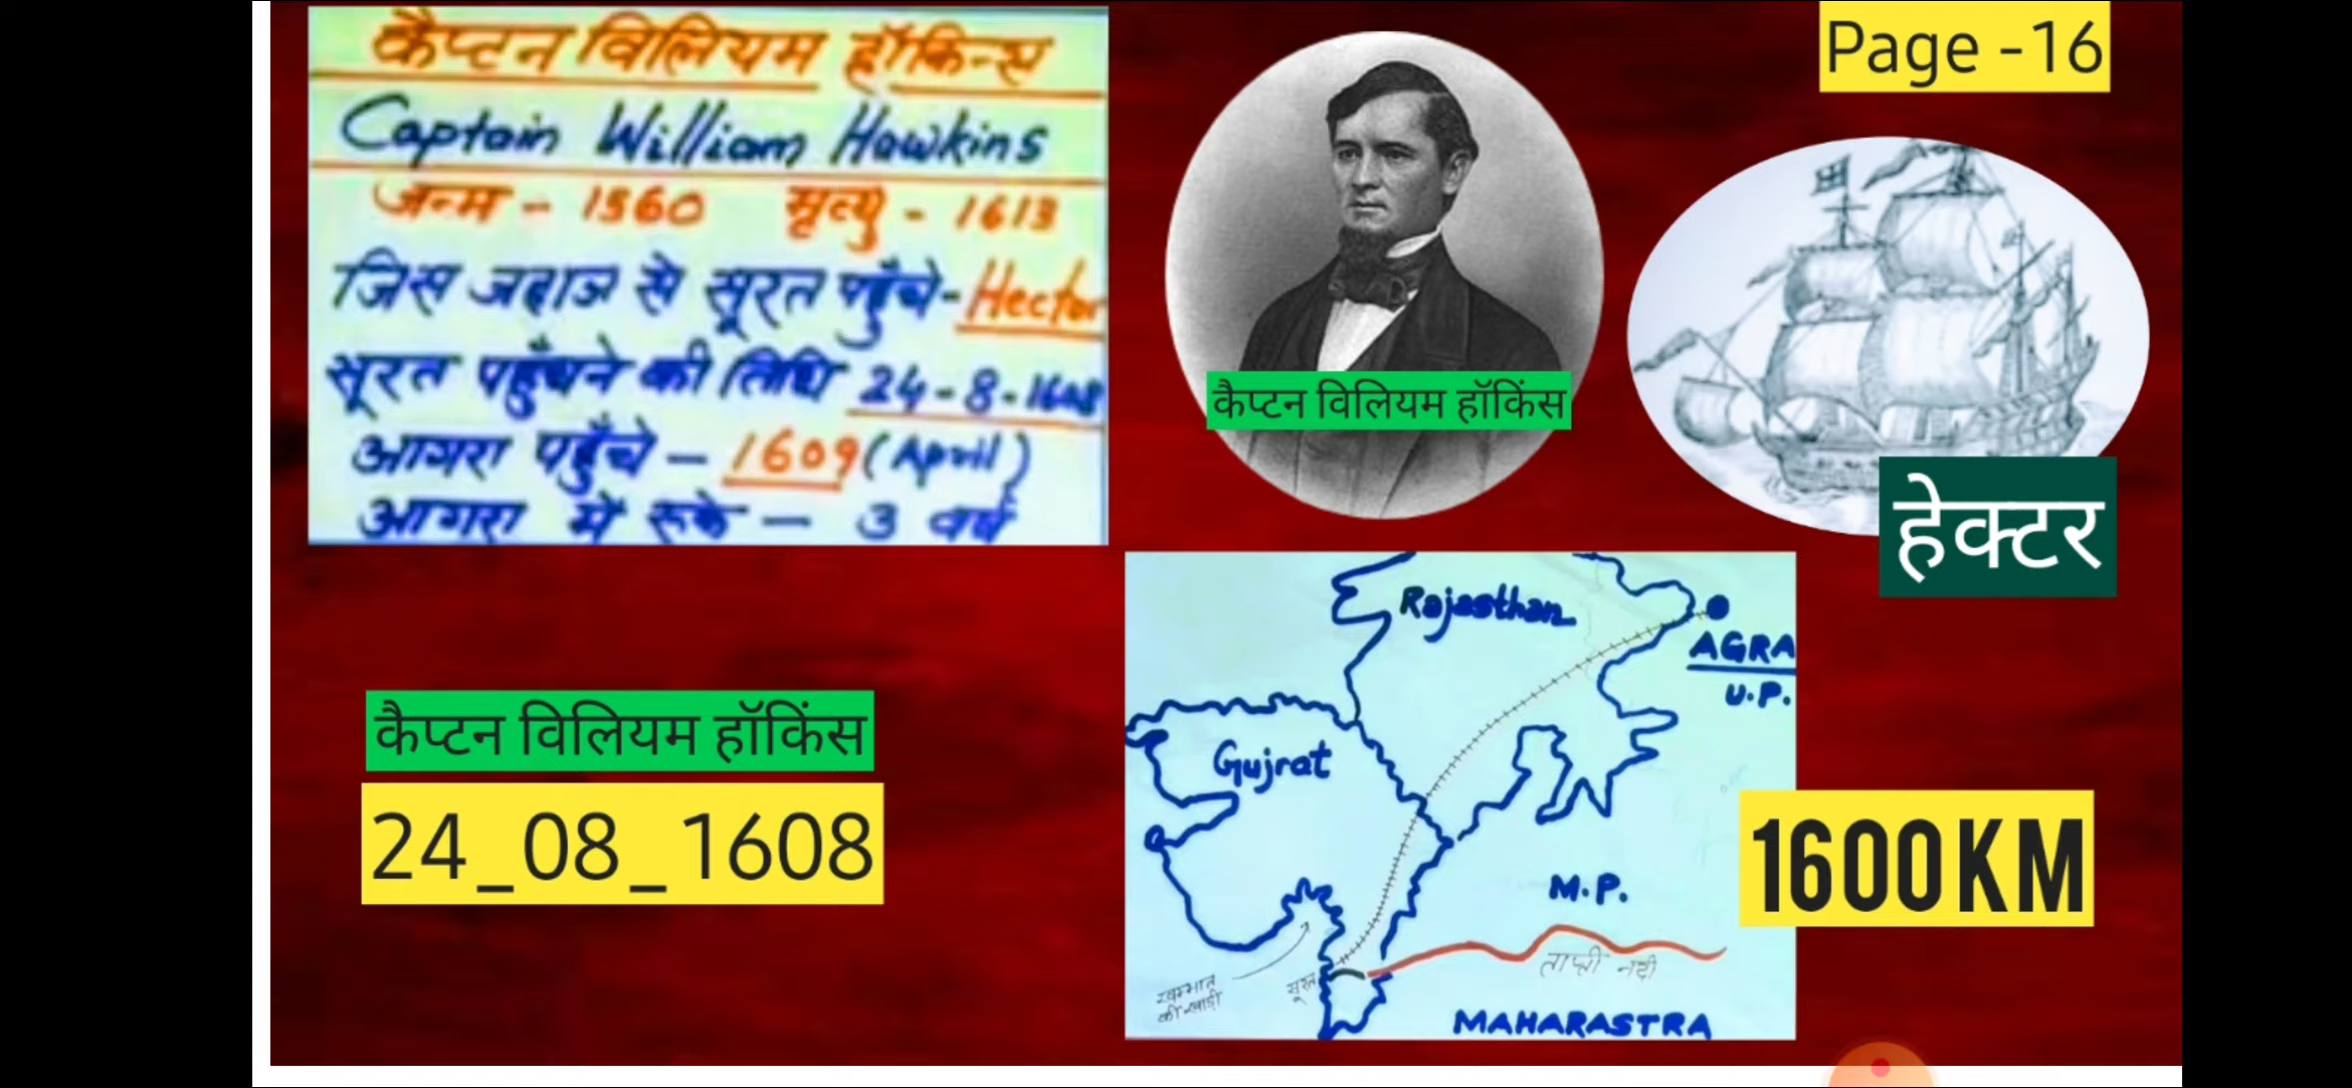 कैप्टन विलियम हॉकिन्स
Captain William Hawkins
जन्म - 1560 मृत्यु - 1613
जिस जहाज से सूरत पहुँचे - Hector
सूरत पहुँचने की तिथि 24-8-1608
आगरा पहुँचे - 1609 (April)
आगरा में रूके - 3 वर्ष
कैप्टन विलियम हॉकिंस
Page -16
हेक्टर
कैप्टन विलियम हॉकिंस
24_08_1608
Rajasthan
AGRA
U.P.
Gujrat
M.P.
ताप्ती नदी
सूरत
खम्भात
की खाड़ी
MAHARASTRA
1600KM